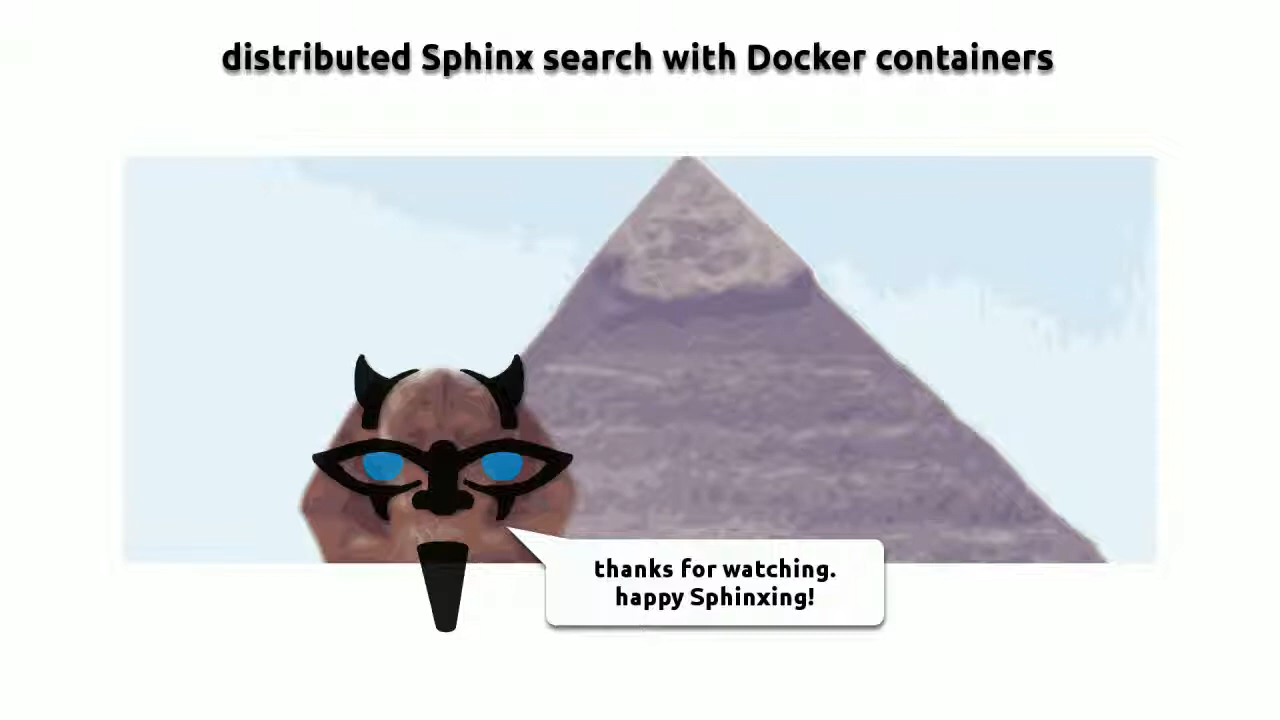 distributed Sphinx search with Docker containers
thanks for watching.
happy Sphinxing!